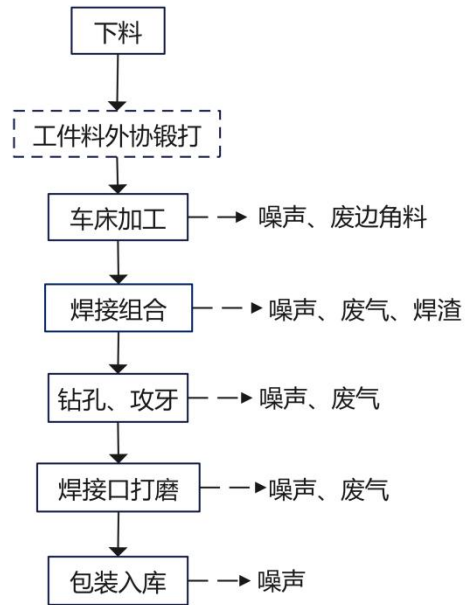 下料
工件料外协锻打
车床加工
噪声、废边角料
焊接组合
噪声、废气、焊渣
钻孔、攻牙
噪声、废气
焊接口打磨
噪声、废气
包装入库
噪声